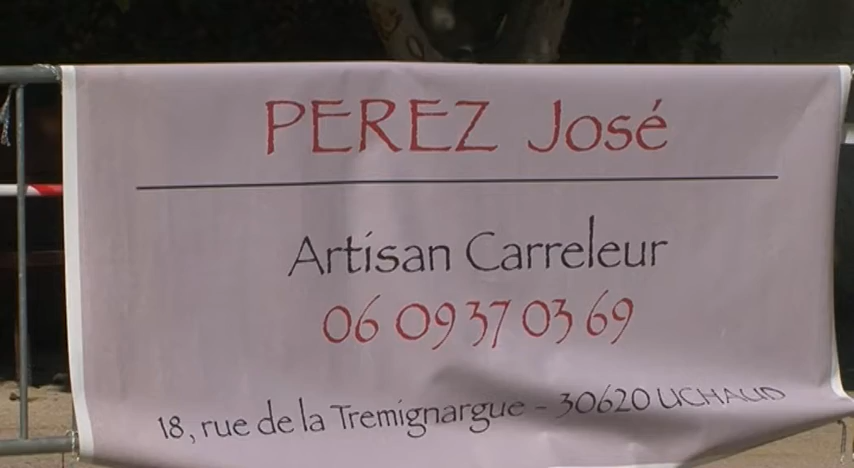 PEREZ José
Artisan Carreleur
06 09 37 03 69
18, rue de la Tremignargue - 30620 UCHAUD